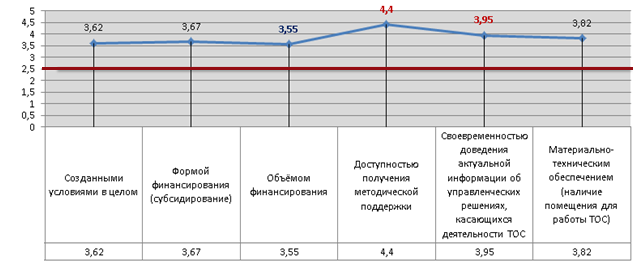 5
4,5
4
3,5
3
2,5
2
1,5
1
0,5
0
3,62
3,67
3,55
4,4
3,95
3,82
Созданными
условиями в целом
Формой
финансирования
(субсидирование)
Объёмом
финансирования
Доступностью
получения
методической
поддержки
Своевременностью
доведения
актуальной
информации об
управленческих
решениях,
касающихся
деятельности ТОС
Материально-
техническим
обеспечением
(наличие
помещения для
работы ТОС)
3,62
3,67
3,55
4,4
3,95
3,82